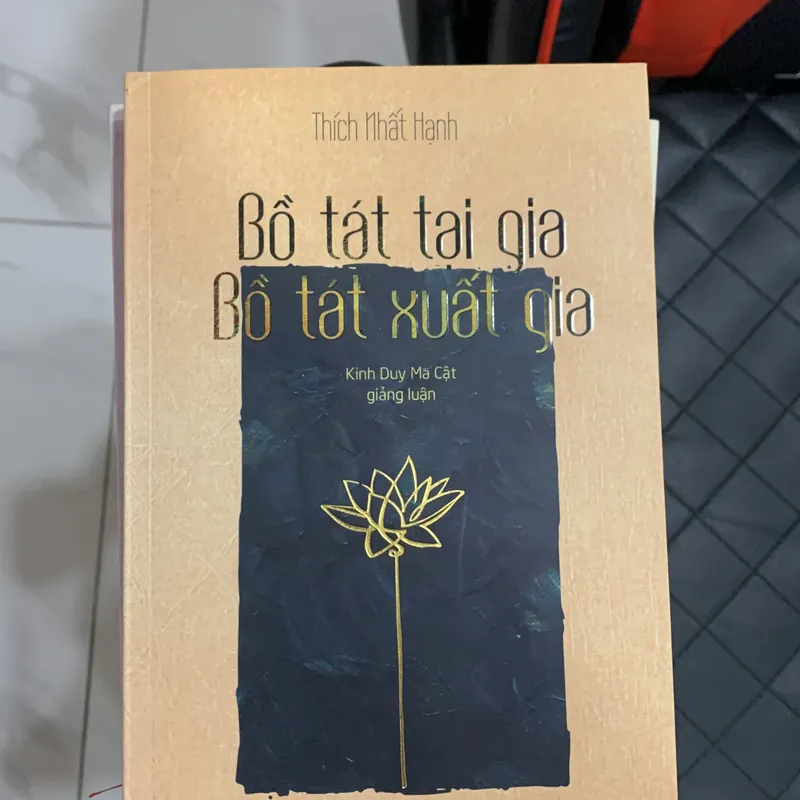 Thích Nhất Hạnh
Bồ tát tại gia
Bồ tát xuất gia
Kinh Duy Ma Cật
giảng luận